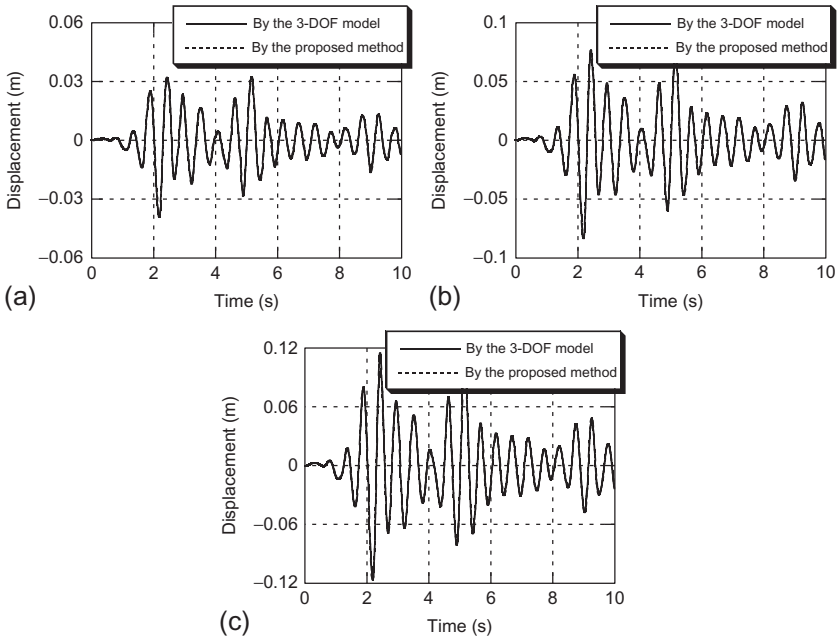 By the 3-DOF model
By the proposed method
0.06
0.03
0
−0.03
−0.06
Displacement (m)
0 2 4 6 8 10
Time (s)
(a)
By the 3-DOF model
By the proposed method
0.1
0.05
0
−0.05
−0.1
Displacement (m)
0 2 4 6 8 10
Time (s)
(b)
By the 3-DOF model
By the proposed method
0.12
0.06
0
−0.06
−0.12
Displacement (m)
0 2 4 6 8 10
Time (s)
(c)